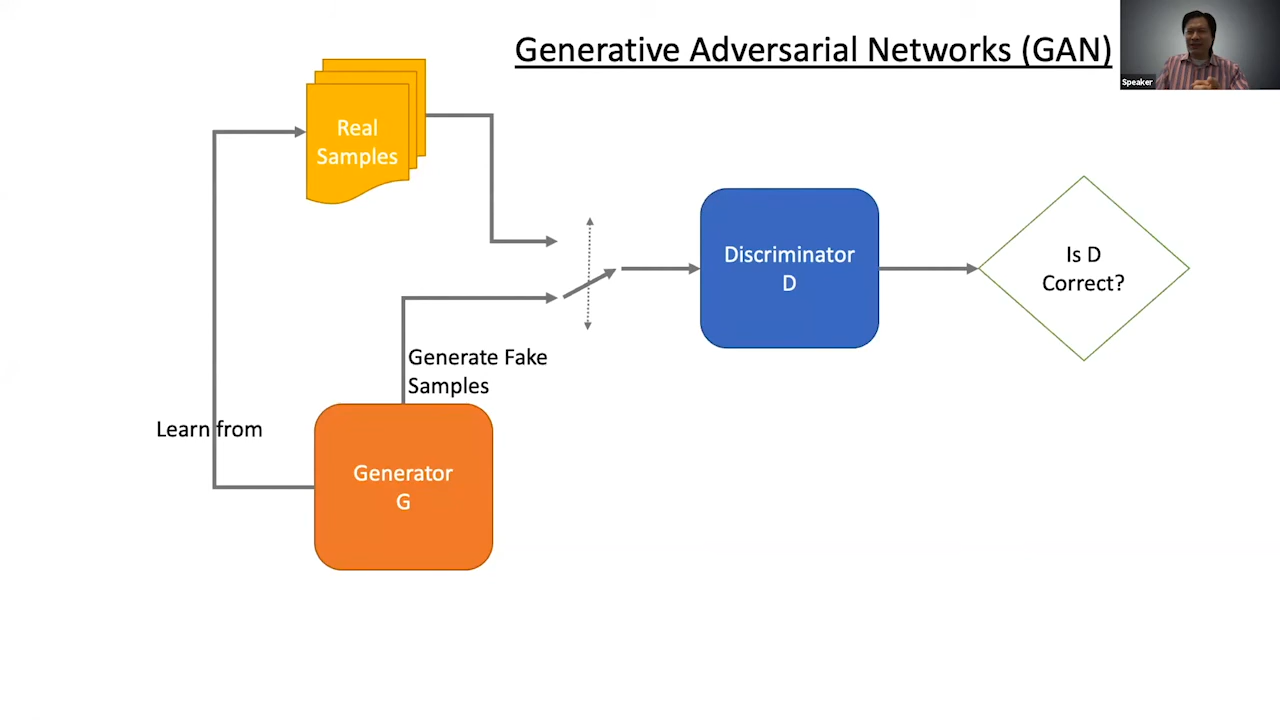 Generative Adversarial Networks (GAN)
Speaker
Real
Samples
Discriminator
D
Is D
Correct?
Generate Fake
Samples
Learn from
Generator
G